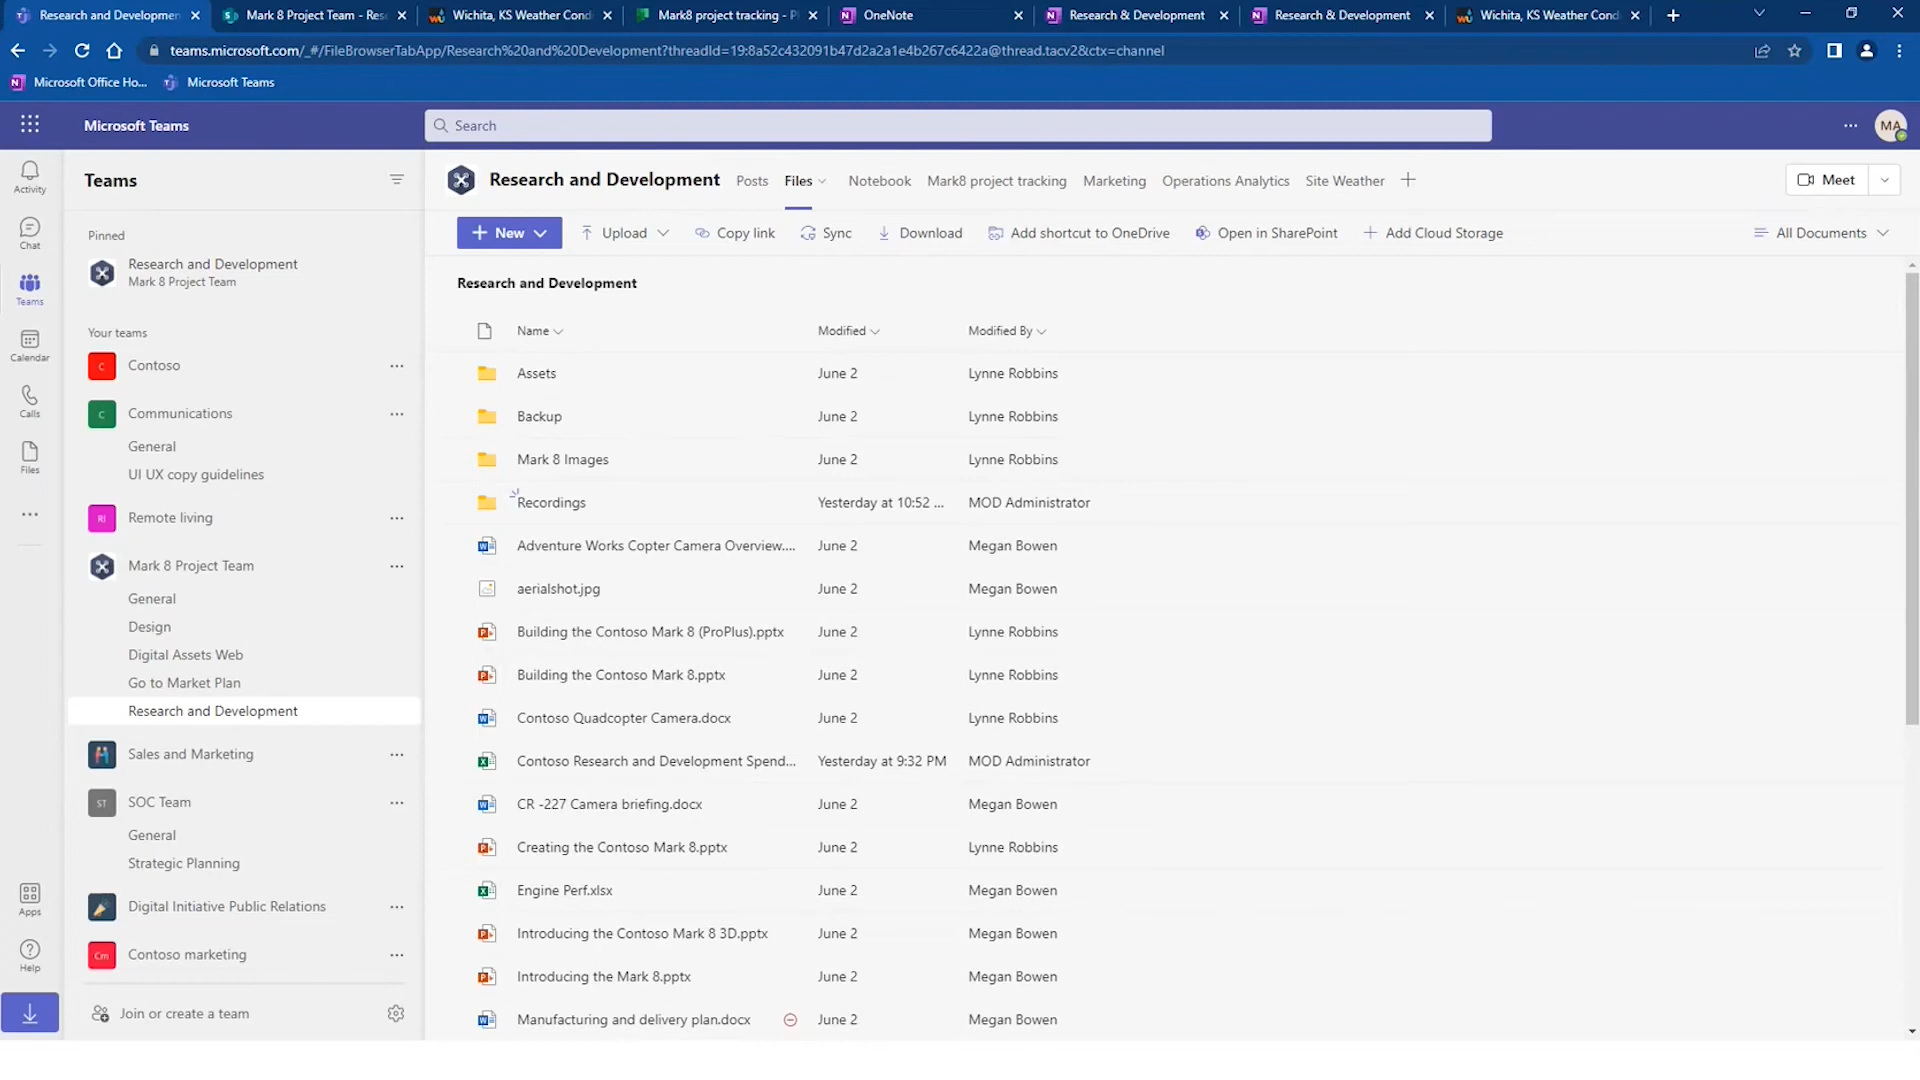 Research and Development
Mark 8 Project Team - Res
Wichita, KS Weather Cond
Mark8 project tracking - P
OneNote
Research & Development
Research & Development
Wichita, KS Weather Cond
teams.microsoft.com/_#/FileBrowserTabApp/Research%20and%20Development?threadId=19:8a52c432091b47d2a2a1e4b267c6422a@thread.tacv2&ctx=channel
Microsoft Office Ho...
Microsoft Teams
Microsoft Teams
Search
MA
Activity
Chat
Teams
Calendar
Calls
Files
Apps
Help
Teams
Pinned
Research and Development
Mark 8 Project Team
Your teams
C Contoso
C Communications
General
UI UX copy guidelines
Rl Remote living
Mark 8 Project Team
General
Design
Digital Assets Web
Go to Market Plan
Research and Development
Sales and Marketing
ST SOC Team
General
Strategic Planning
Digital Initiative Public Relations
Cm Contoso marketing
Join or create a team
Research and Development Posts Files Notebook Mark8 project tracking Marketing Operations Analytics Site Weather
Meet
New Upload Copy link Sync Download Add shortcut to OneDrive Open in SharePoint Add Cloud Storage All Documents
Research and Development
Name Modified Modified By
Assets June 2 Lynne Robbins
Backup June 2 Lynne Robbins
Mark 8 Images June 2 Lynne Robbins
Recordings Yesterday at 10:52 ... MOD Administrator
Adventure Works Copter Camera Overview.... June 2 Megan Bowen
aerialshot.jpg June 2 Megan Bowen
Building the Contoso Mark 8 (ProPlus).pptx June 2 Lynne Robbins
Building the Contoso Mark 8.pptx June 2 Lynne Robbins
Contoso Quadcopter Camera.docx June 2 Lynne Robbins
Contoso Research and Development Spend... Yesterday at 9:32 PM MOD Administrator
CR -227 Camera briefing.docx June 2 Megan Bowen
Creating the Contoso Mark 8.pptx June 2 Lynne Robbins
Engine Perf.xlsx June 2 Megan Bowen
Introducing the Contoso Mark 8 3D.pptx June 2 Megan Bowen
Introducing the Mark 8.pptx June 2 Megan Bowen
Manufacturing and delivery plan.docx June 2 Megan Bowen